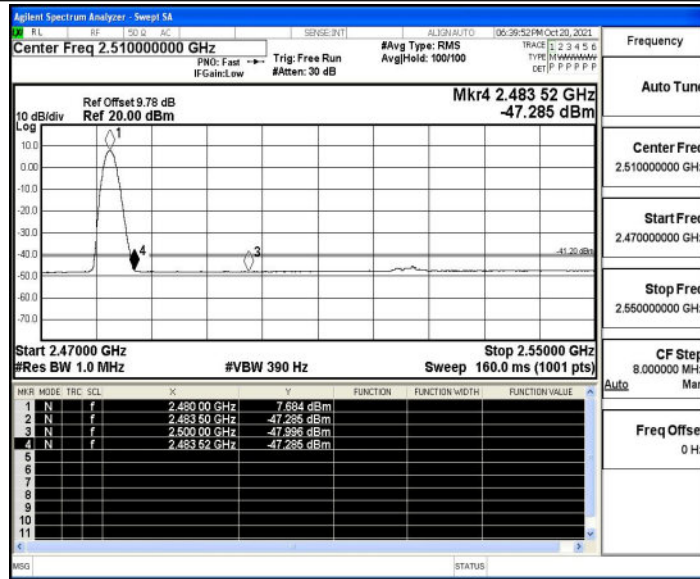 Agilent Spectrum Analyzer - Swept SA
RL RF 50 Ω AC SENSE:INT ALIGN AUTO 06:39:52 PM Oct 20, 2021
Center Freq 2.510000000 GHz
PNO: Fast
IFGain:Low
Trig: Free Run
#Atten: 30 dB
#Avg Type: RMS
Avg|Hold: 100/100
TRACE 1 2 3 4 5 6
TYPE MWWWWW
DET P P P P P P
Frequency
Auto Tune
Center Freq
2.510000000 GHz
Start Freq
2.470000000 GHz
Stop Freq
2.550000000 GHz
CF Step
8.000000 MHz
Auto Man
Freq Offset
0 Hz
Mkr4 2.483 52 GHz
-47.285 dBm
Ref Offset 9.78 dB
10 dB/div Ref 20.00 dBm
Log
10.0
0.00
-10.0
-20.0
-30.0
-40.0
-50.0
-60.0
-70.0
1
4
3
-41.20 dBm
Start 2.47000 GHz Stop 2.55000 GHz
#Res BW 1.0 MHz #VBW 390 Hz Sweep 160.0 ms (1001 pts)
MKR MODE TRC SCL X Y FUNCTION FUNCTION WIDTH FUNCTION VALUE
1 N f 2.480 00 GHz 7.684 dBm
2 N f 2.483 50 GHz -47.285 dBm
3 N f 2.500 00 GHz -47.996 dBm
4 N f 2.483 52 GHz -47.285 dBm
5
6
7
8
9
10
11
MSG STATUS